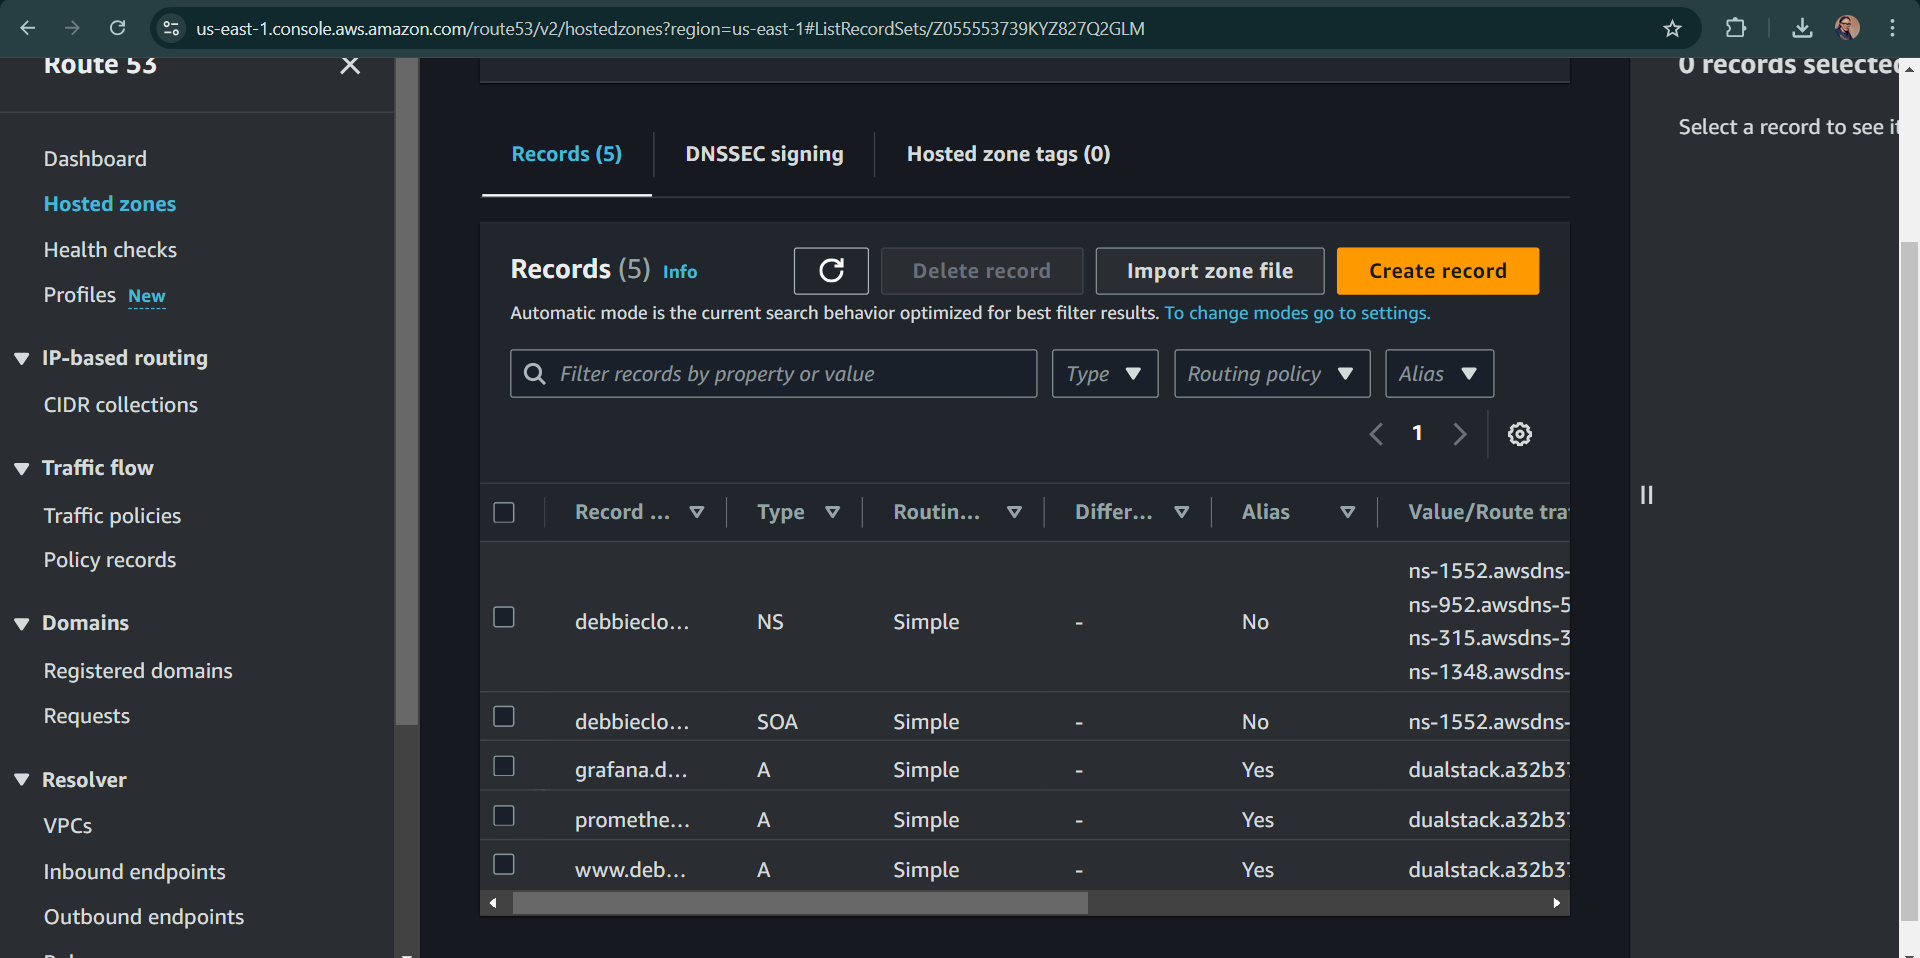 us-east-1.console.aws.amazon.com/route53/v2/hostedzones?region=us-east-1#ListRecordSets/Z055553739KYZ827Q2GLM
Route 53
Dashboard
Hosted zones
Health checks
Profiles New
IP-based routing
CIDR collections
Traffic flow
Traffic policies
Policy records
Domains
Registered domains
Requests
Resolver
VPCs
Inbound endpoints
Outbound endpoints
Records (5)
DNSSEC signing
Hosted zone tags (0)
Records (5) Info
Delete record
Import zone file
Create record
Automatic mode is the current search behavior optimized for best filter results. To change modes go to settings.
Filter records by property or value
Type
Routing policy
Alias
1
Record ... Type Routin... Differ... Alias Value/Route tra
debbieclo... NS Simple - No ns-1552.awsdns-
ns-952.awsdns-5
ns-315.awsdns-3
ns-1348.awsdns-
debbieclo... SOA Simple - No ns-1552.awsdns-
grafana.d... A Simple - Yes dualstack.a32b37
promethe... A Simple - Yes dualstack.a32b37
www.deb... A Simple - Yes dualstack.a32b37
0 records selected
Select a record to see it